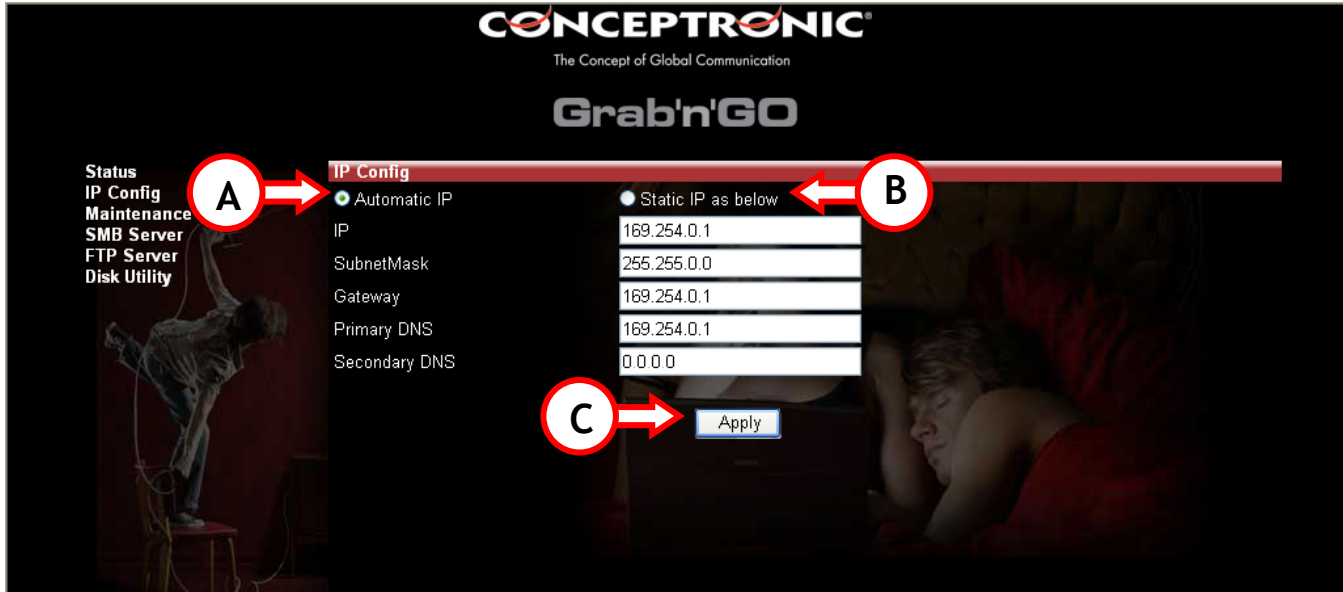 CONCEPTRONIC®
The Concept of Global Communication
Grab'n'GO
Status
IP Config
Maintenance
SMB Server
FTP Server
Disk Utility
IP Config
A
Automatic IP
Static IP as below
B
IP
169.254.0.1
SubnetMask
255.255.0.0
Gateway
169.254.0.1
Primary DNS
169.254.0.1
Secondary DNS
0.0.0.0
C
Apply